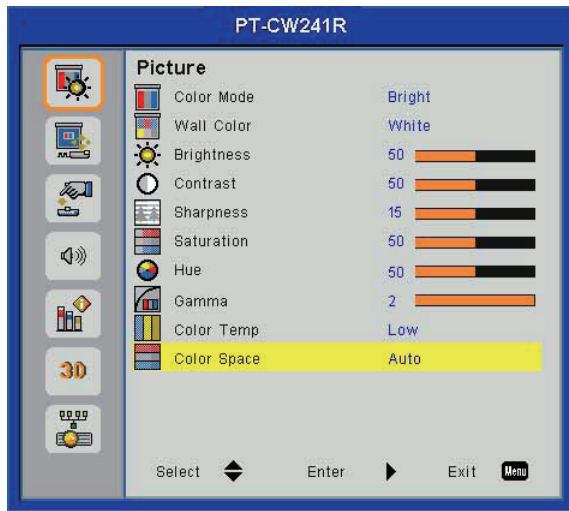 PT-CW241R
Picture
Color Mode Bright
Wall Color White
Brightness 50
Contrast 50
Sharpness 15
Saturation 50
Hue 50
Gamma 2
Color Temp Low
Color Space Auto
3D
Select Enter Exit Menu